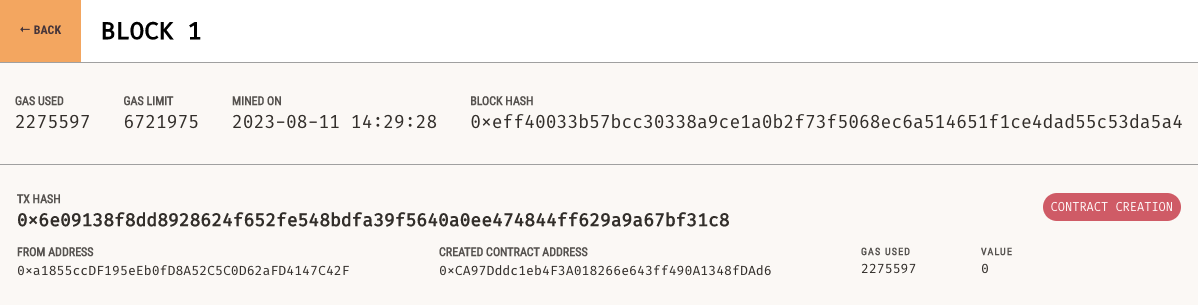 ← BACK
BLOCK 1
GAS USED GAS LIMIT MINED ON BLOCK HASH
2275597 6721975 2023-08-11 14:29:28 0×eff40033b57bcc30338a9ce1a0b2f73f5068ec6a514651f1ce4dad55c53da5a4
TX HASH
0×6e09138f8dd8928624f652fe548bdfa39f5640a0ee474844ff629a9a67bf31c8
CONTRACT CREATION
FROM ADDRESS CREATED CONTRACT ADDRESS GAS USED VALUE
0×a1855ccDF195eEb0fD8A52C5C0D62aFD4147C42F 0×CA97Dddc1eb4F3A018266e643ff490A1348fDAd6 2275597 0